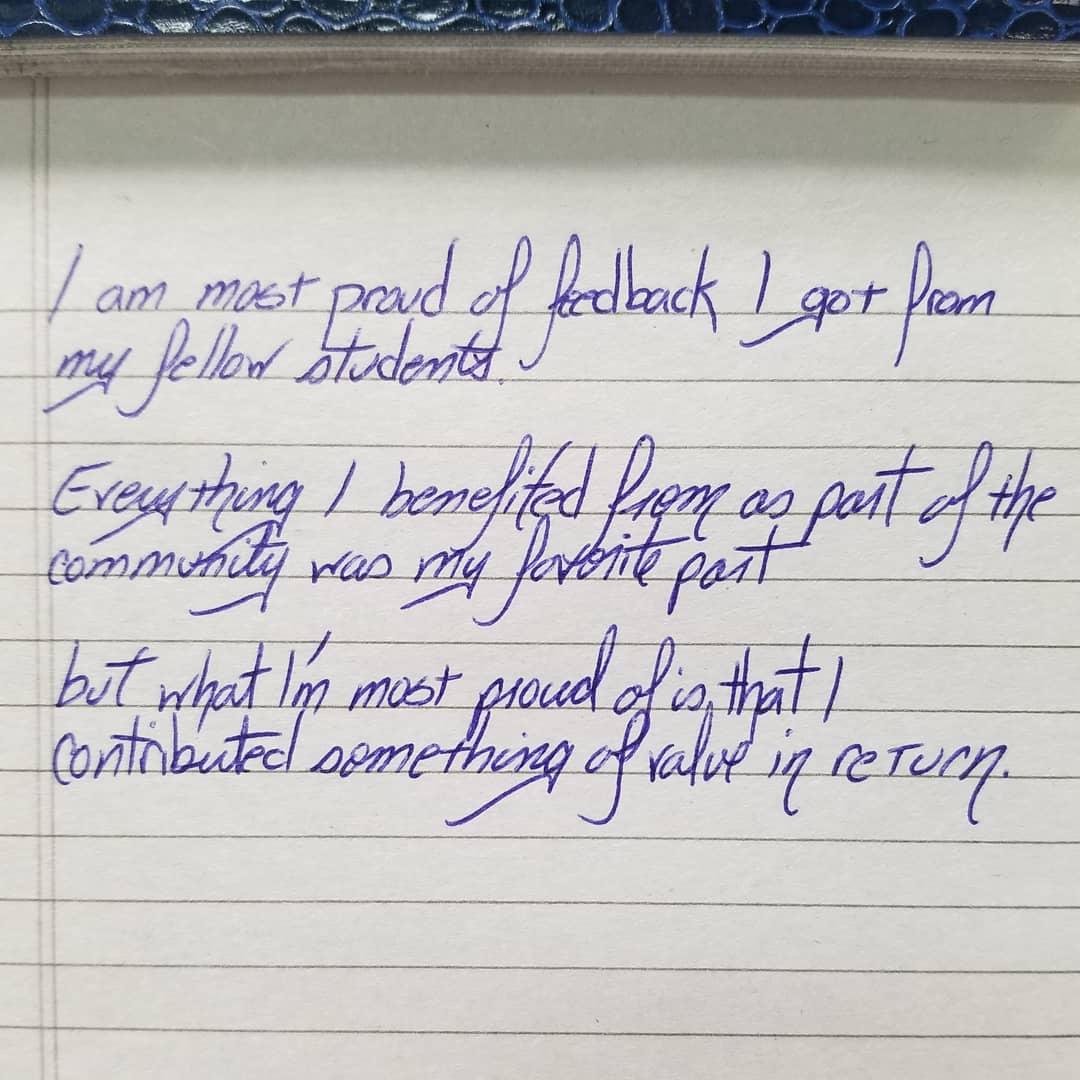 I am most proud of feedback I got from
my fellow students.
Everything I benefited from as part of the
community was my favorite part
but what I'm most proud of is, that I
contributed something of value in return.